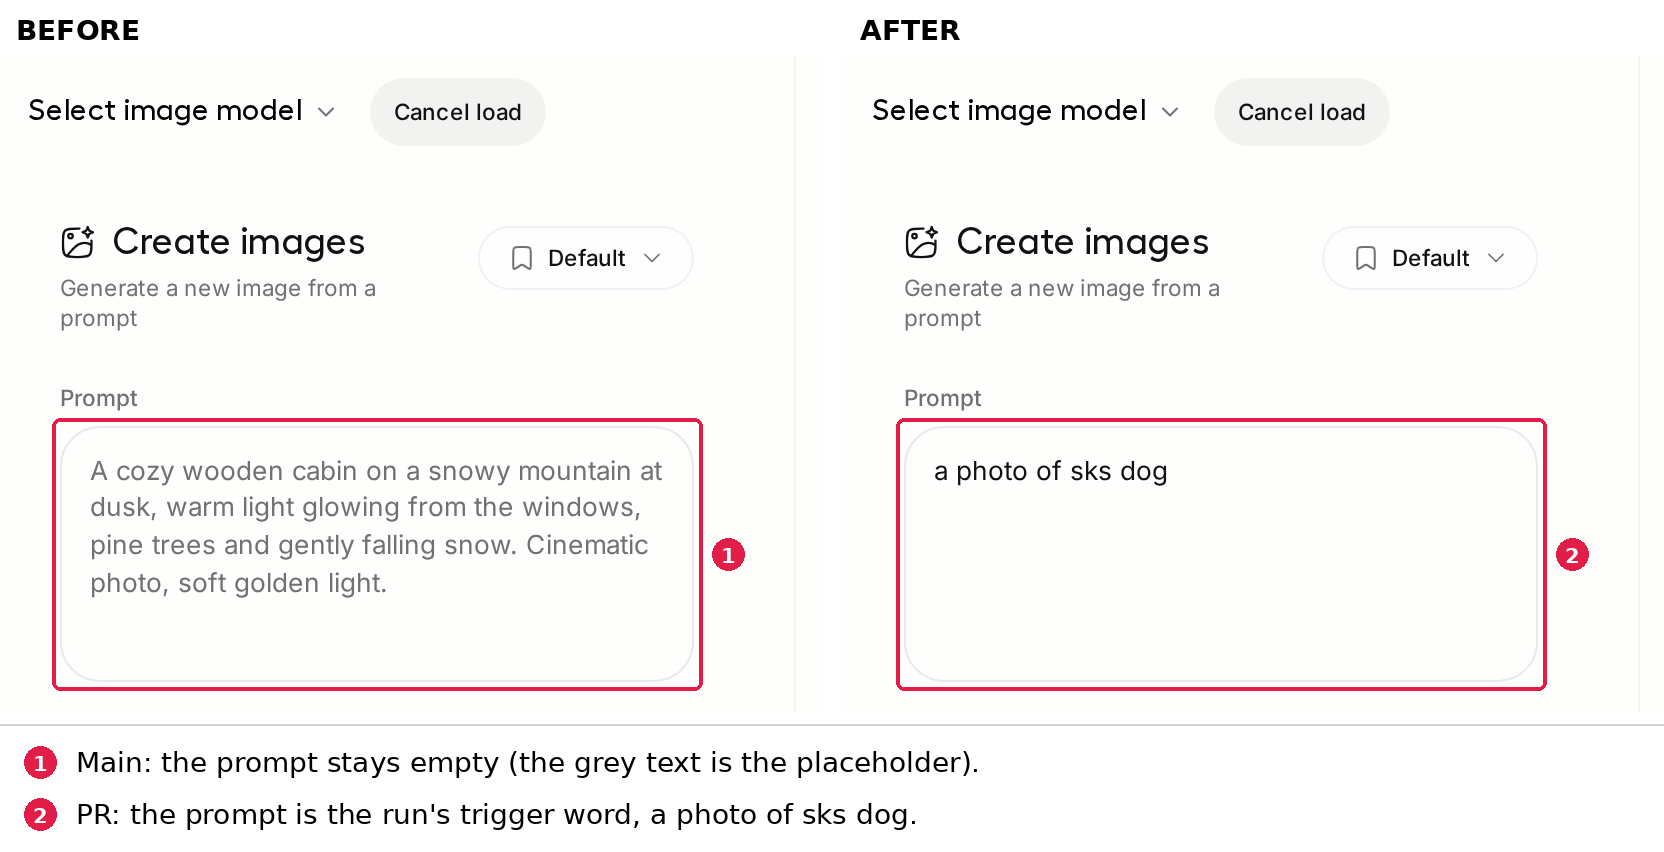 BEFORE
Select image model
Cancel load
Create images
Default
Generate a new image from a
prompt
Prompt
A cozy wooden cabin on a snowy mountain at
dusk, warm light glowing from the windows,
pine trees and gently falling snow. Cinematic
photo, soft golden light.
1
AFTER
Select image model
Cancel load
Create images
Default
Generate a new image from a
prompt
Prompt
a photo of sks dog
2
1 Main: the prompt stays empty (the grey text is the placeholder).
2 PR: the prompt is the run's trigger word, a photo of sks dog.